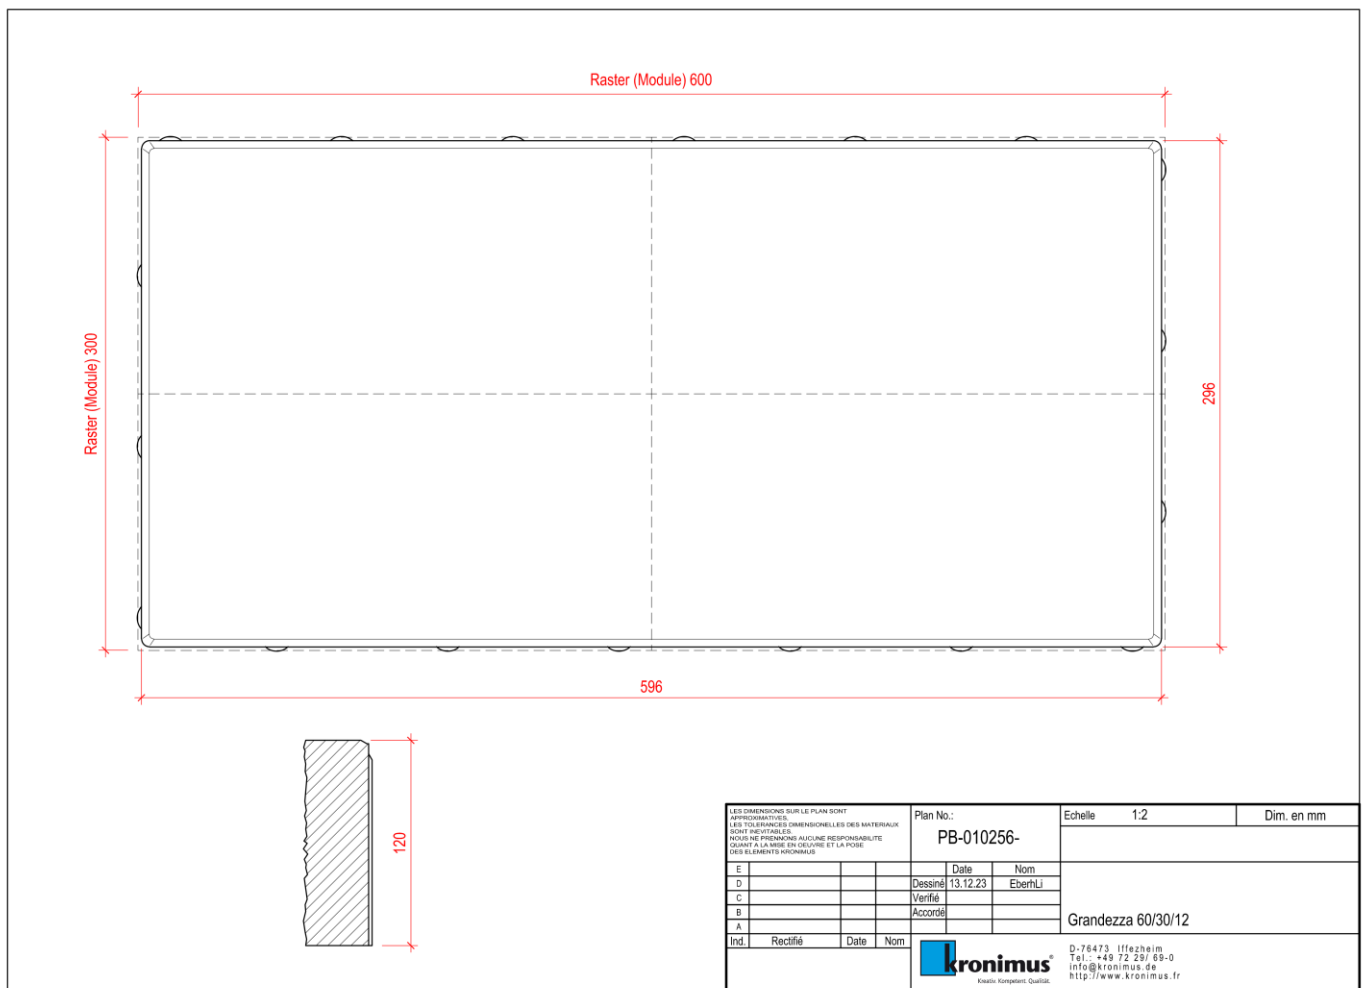 Raster (Module) 600
Raster (Module) 300
296
596
120
LES DIMENSIONS SUR LE PLAN SONT
APPROXIMATIVES,
LES TOLERANCES DIMENSIONELLES DES MATERIAUX
SONT INEVITABLES.
NOUS NE PRENNONS AUCUNE RESPONSABILITE
QUANT A LA MISE EN OEUVRE ET LA POSE
DES ELEMENTS KRONIMUS
Plan No.:
PB-010256-
Echelle 1:2
Dim. en mm
E
D
C
B
A
Ind. Rectifié Date Nom
Date Nom
Dessiné 13.12.23 EberhLi
Verifié
Accordé
Grandezza 60/30/12
kronimus®
Kreativ. Kompetent. Qualität.
D-76473 Iffezheim
Tel.: +49 72 29/ 69-0
info@kronimus.de
http://www.kronimus.fr